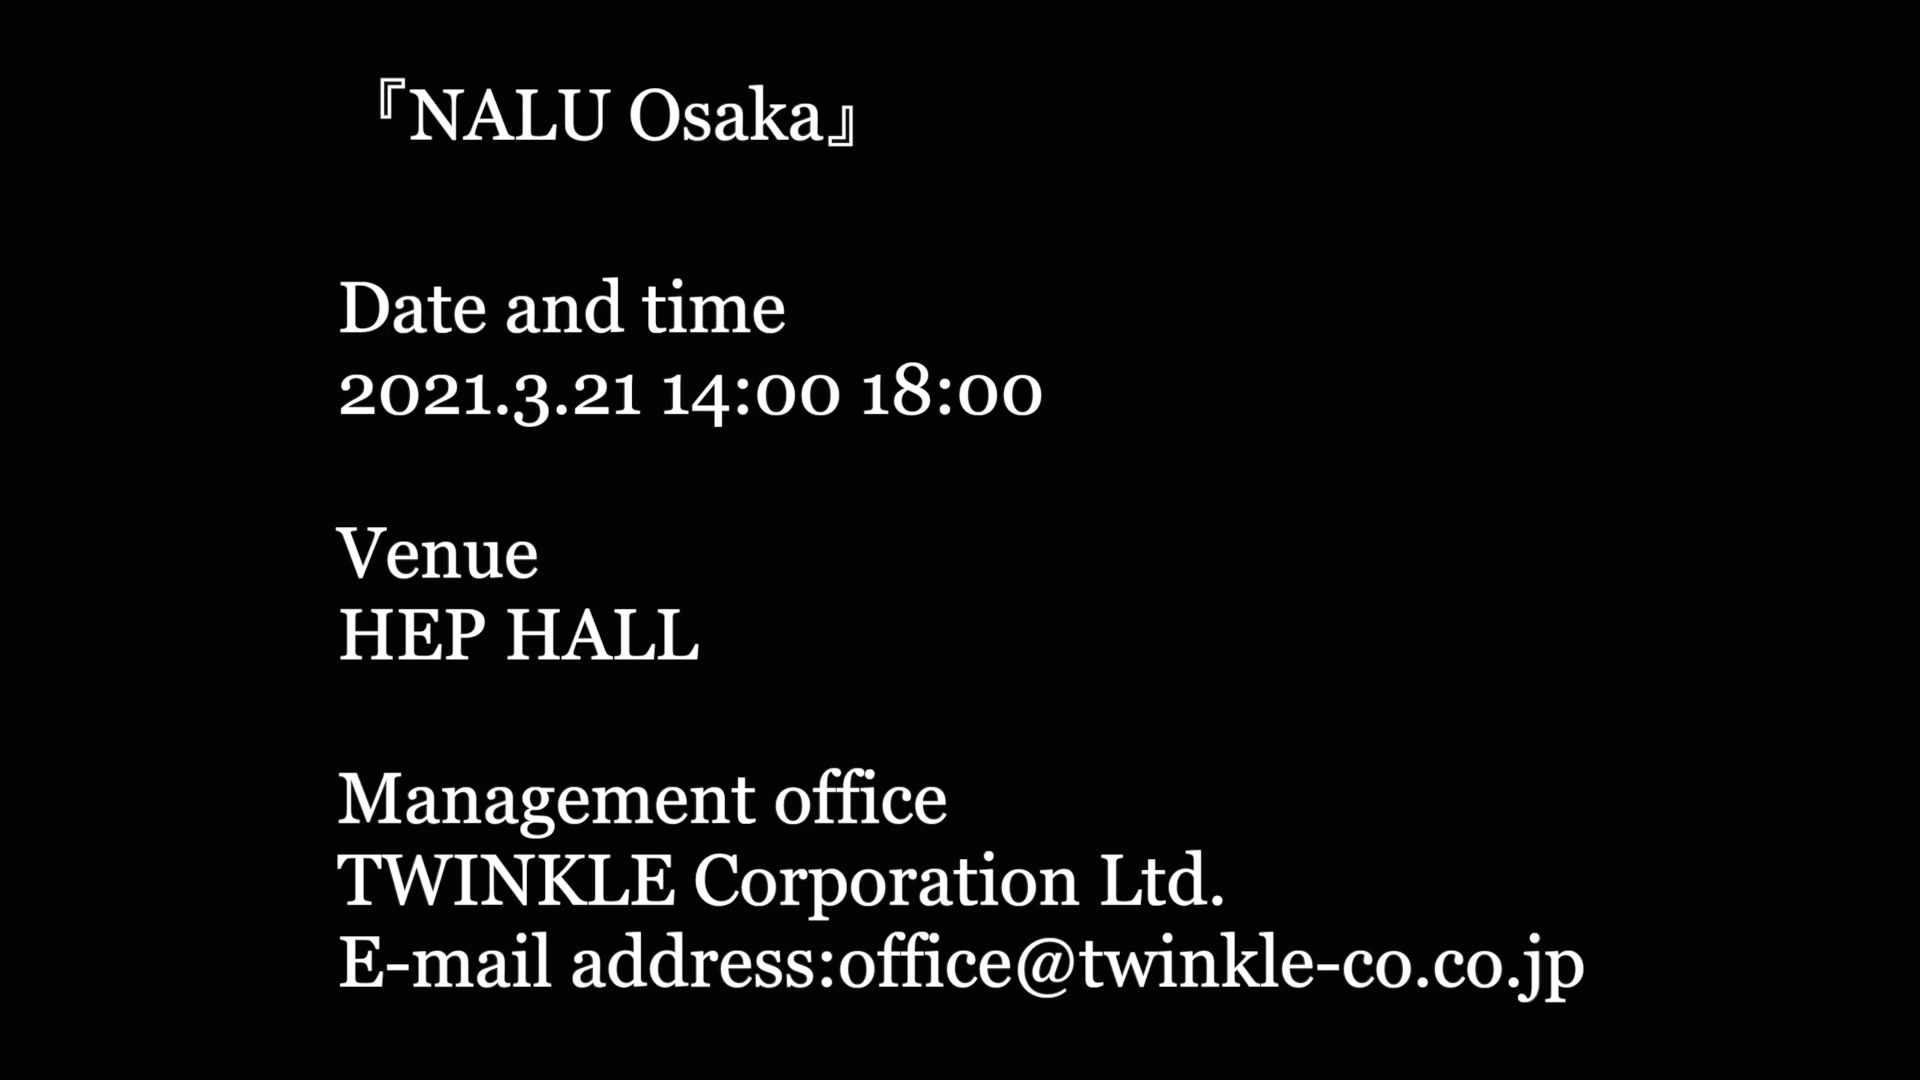 『NALU Osaka』
Date and time
2021.3.21 14:00 18:00
Venue
HEP HALL
Management office
TWINKLE Corporation Ltd.
E-mail address:office@twinkle-co.co.jp